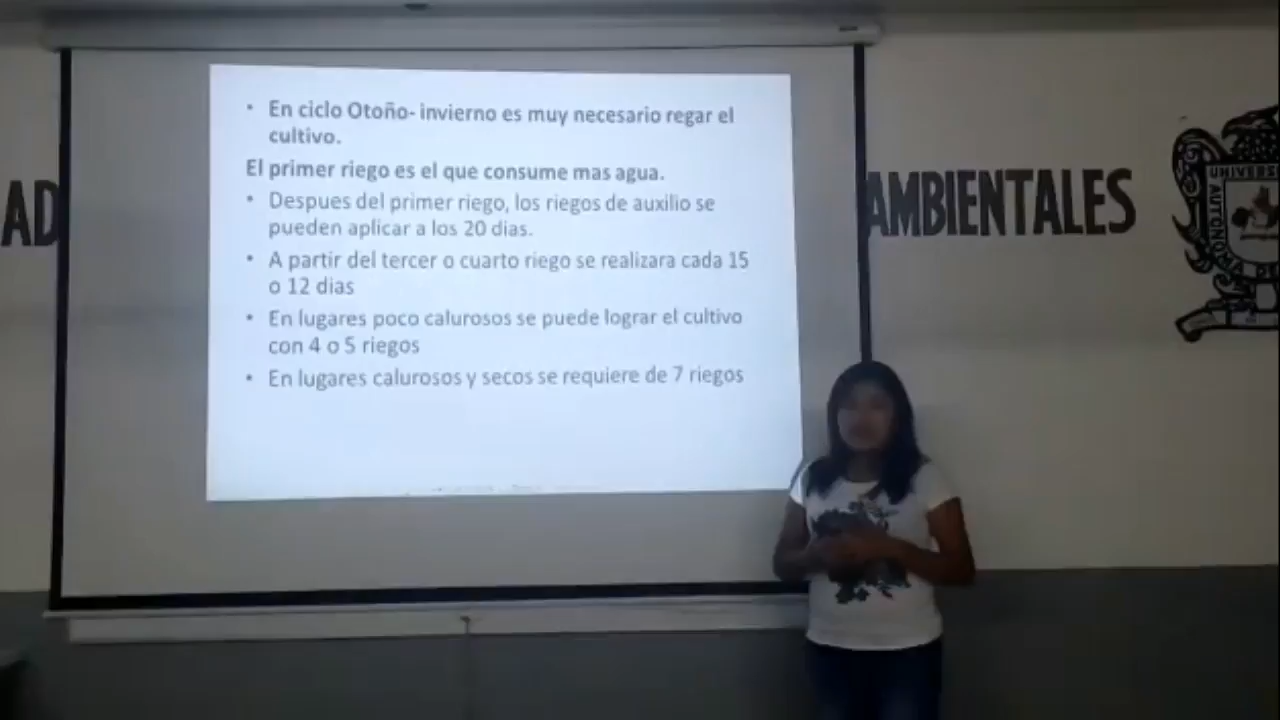 • En ciclo Otoño- invierno es muy necesario regar el
cultivo.
El primer riego es el que consume mas agua.
• Despues del primer riego, los riegos de auxilio se
pueden aplicar a los 20 dias.
• A partir del tercer o cuarto riego se realizara cada 15
o 12 dias
• En lugares poco calurosos se puede lograr el cultivo
con 4 o 5 riegos
• En lugares calurosos y secos se requiere de 7 riegos
AD
AMBIENTALES
UNIVERS
AUTONOMA DE